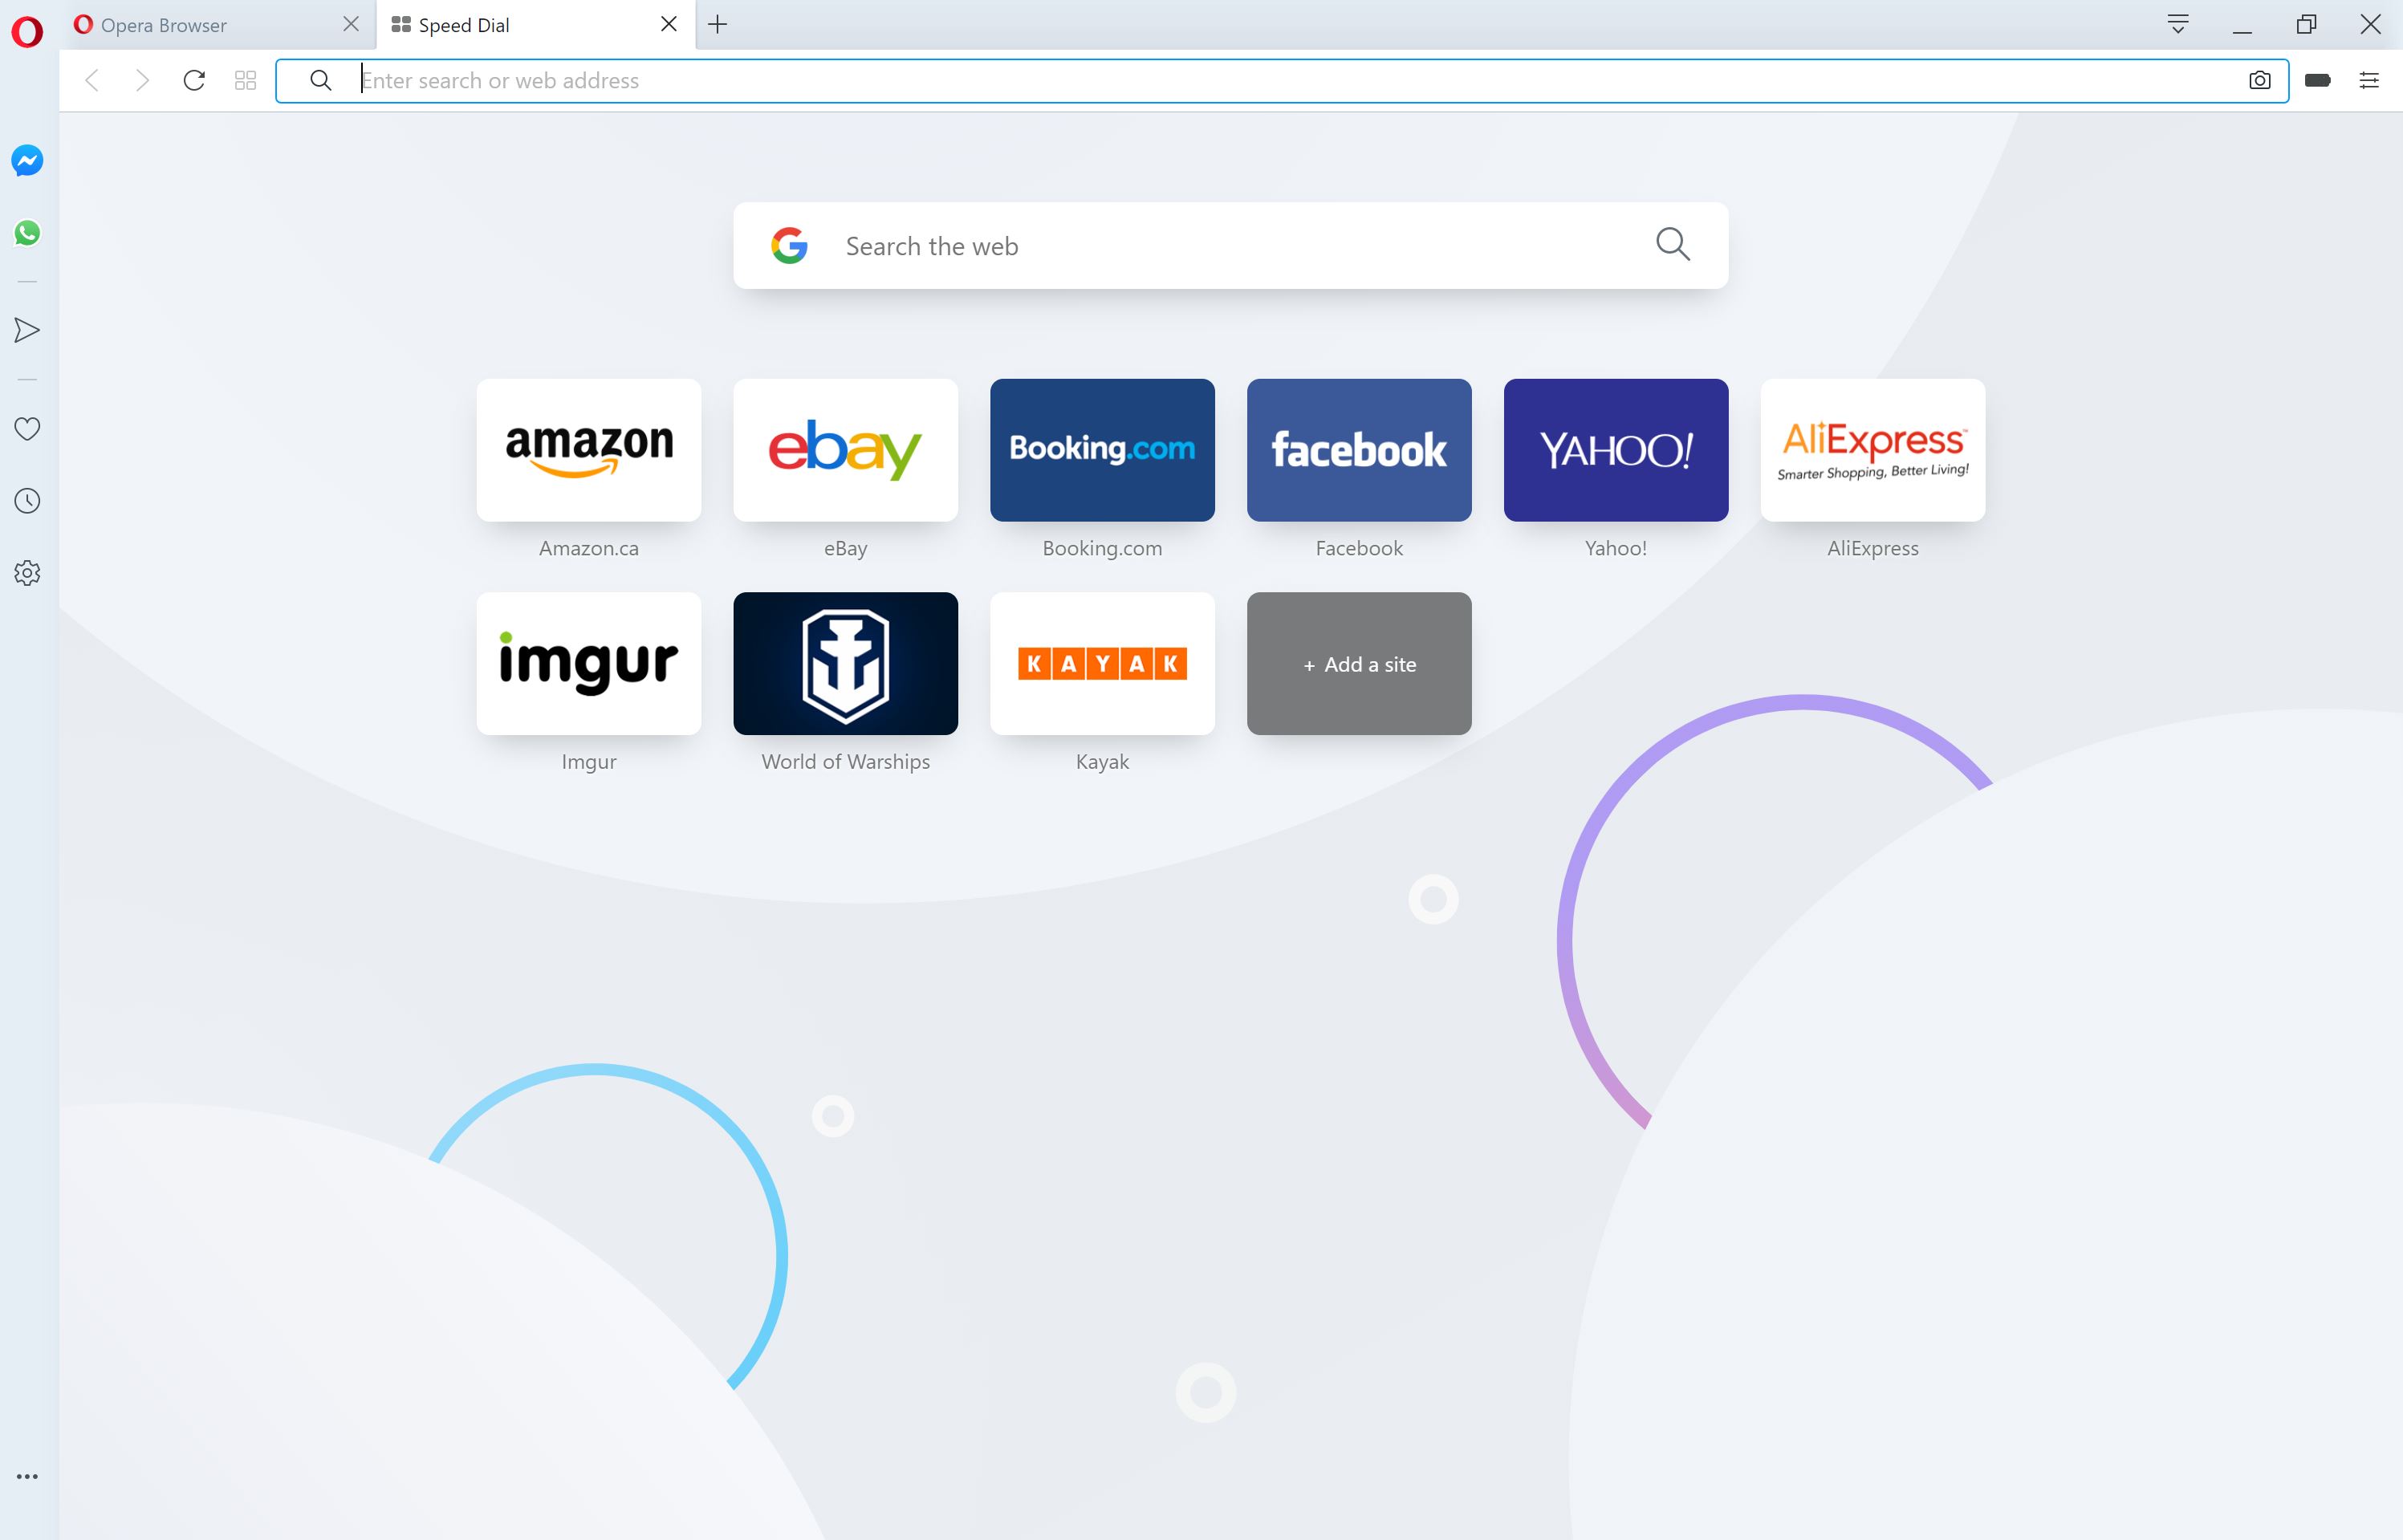 Opera Browser
Speed Dial
Enter search or web address
Search the web
amazon
ebay
Booking.com
facebook
YAHOO!
AliExpress™
Smarter Shopping, Better Living!
Amazon.ca
eBay
Booking.com
Facebook
Yahoo!
AliExpress
imgur
KAYAK
+ Add a site
Imgur
World of Warships
Kayak